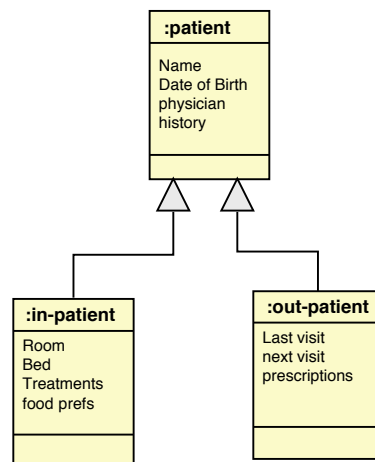 :patient
Name
Date of Birth
physician
history
:in-patient
Room
Bed
Treatments
food prefs
:out-patient
Last visit
next visit
prescriptions